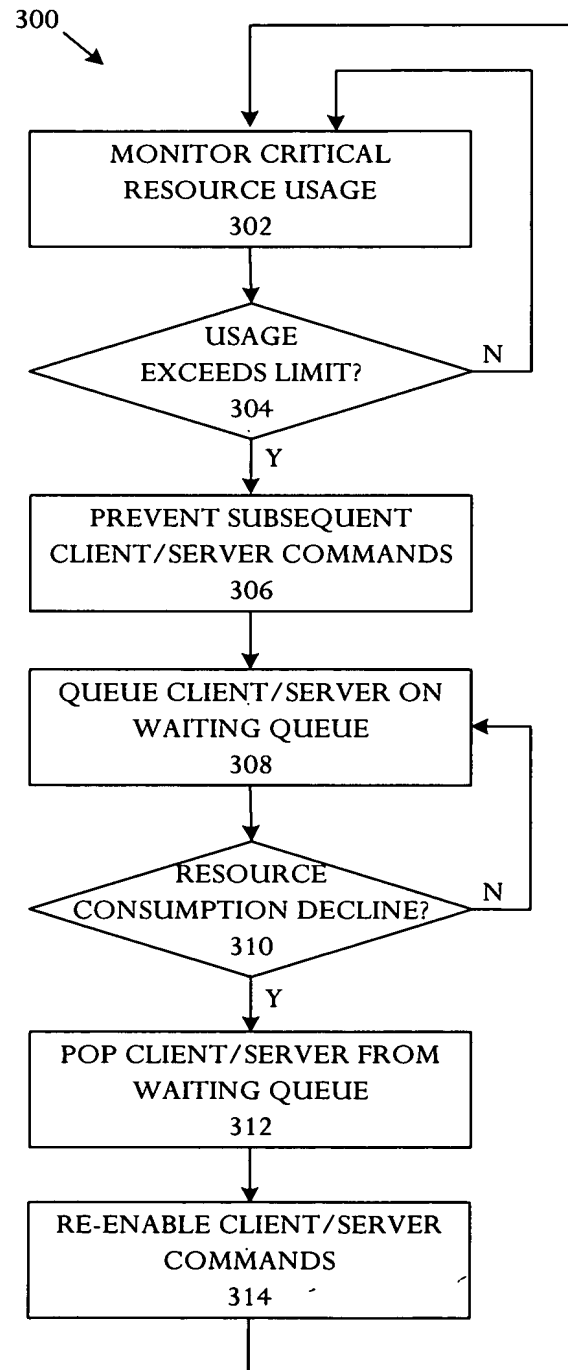 300
MONITOR CRITICAL
RESOURCE USAGE
302
USAGE
EXCEEDS LIMIT?
304
N
Y
PREVENT SUBSEQUENT
CLIENT/SERVER COMMANDS
306
QUEUE CLIENT/SERVER ON
WAITING QUEUE
308
RESOURCE
CONSUMPTION DECLINE?
310
N
Y
POP CLIENT/SERVER FROM
WAITING QUEUE
312
RE-ENABLE CLIENT/SERVER
COMMANDS
314